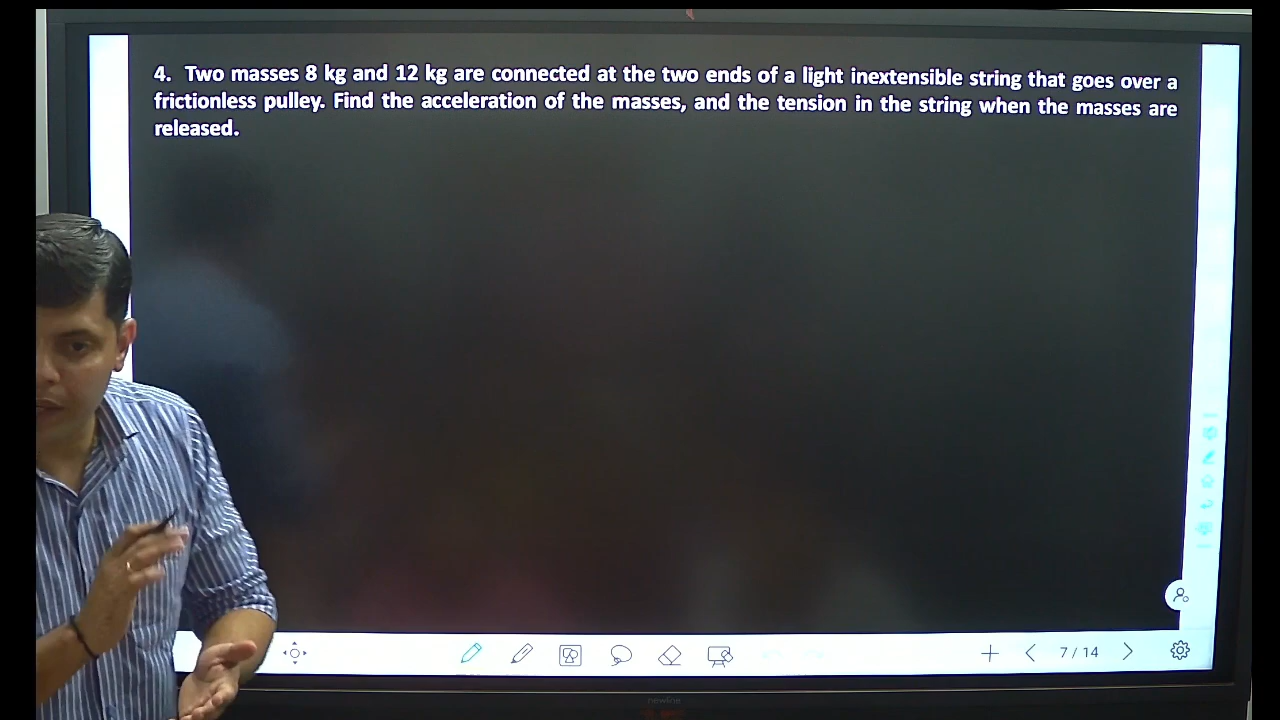 4. Two masses 8 kg and 12 kg are connected at the two ends of a light inextensible string that goes over a
frictionless pulley. Find the acceleration of the masses, and the tension in the string when the masses are
released.
7 / 14
newline